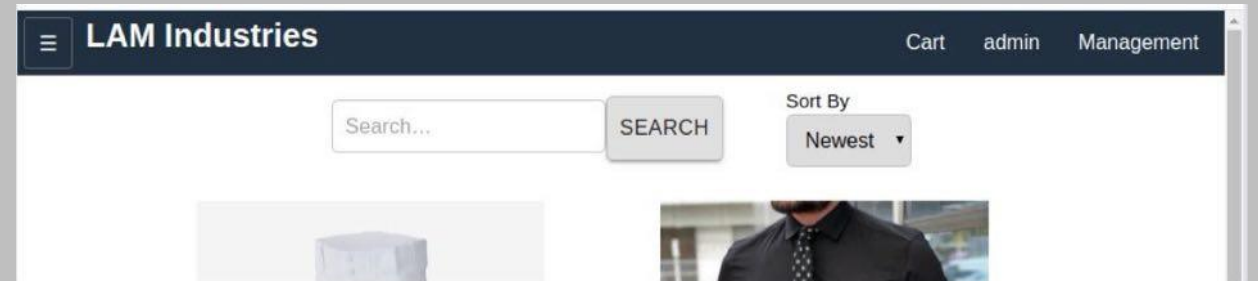 ☰ LAM Industries Cart admin Management
Sort By
Search... SEARCH Newest ▾